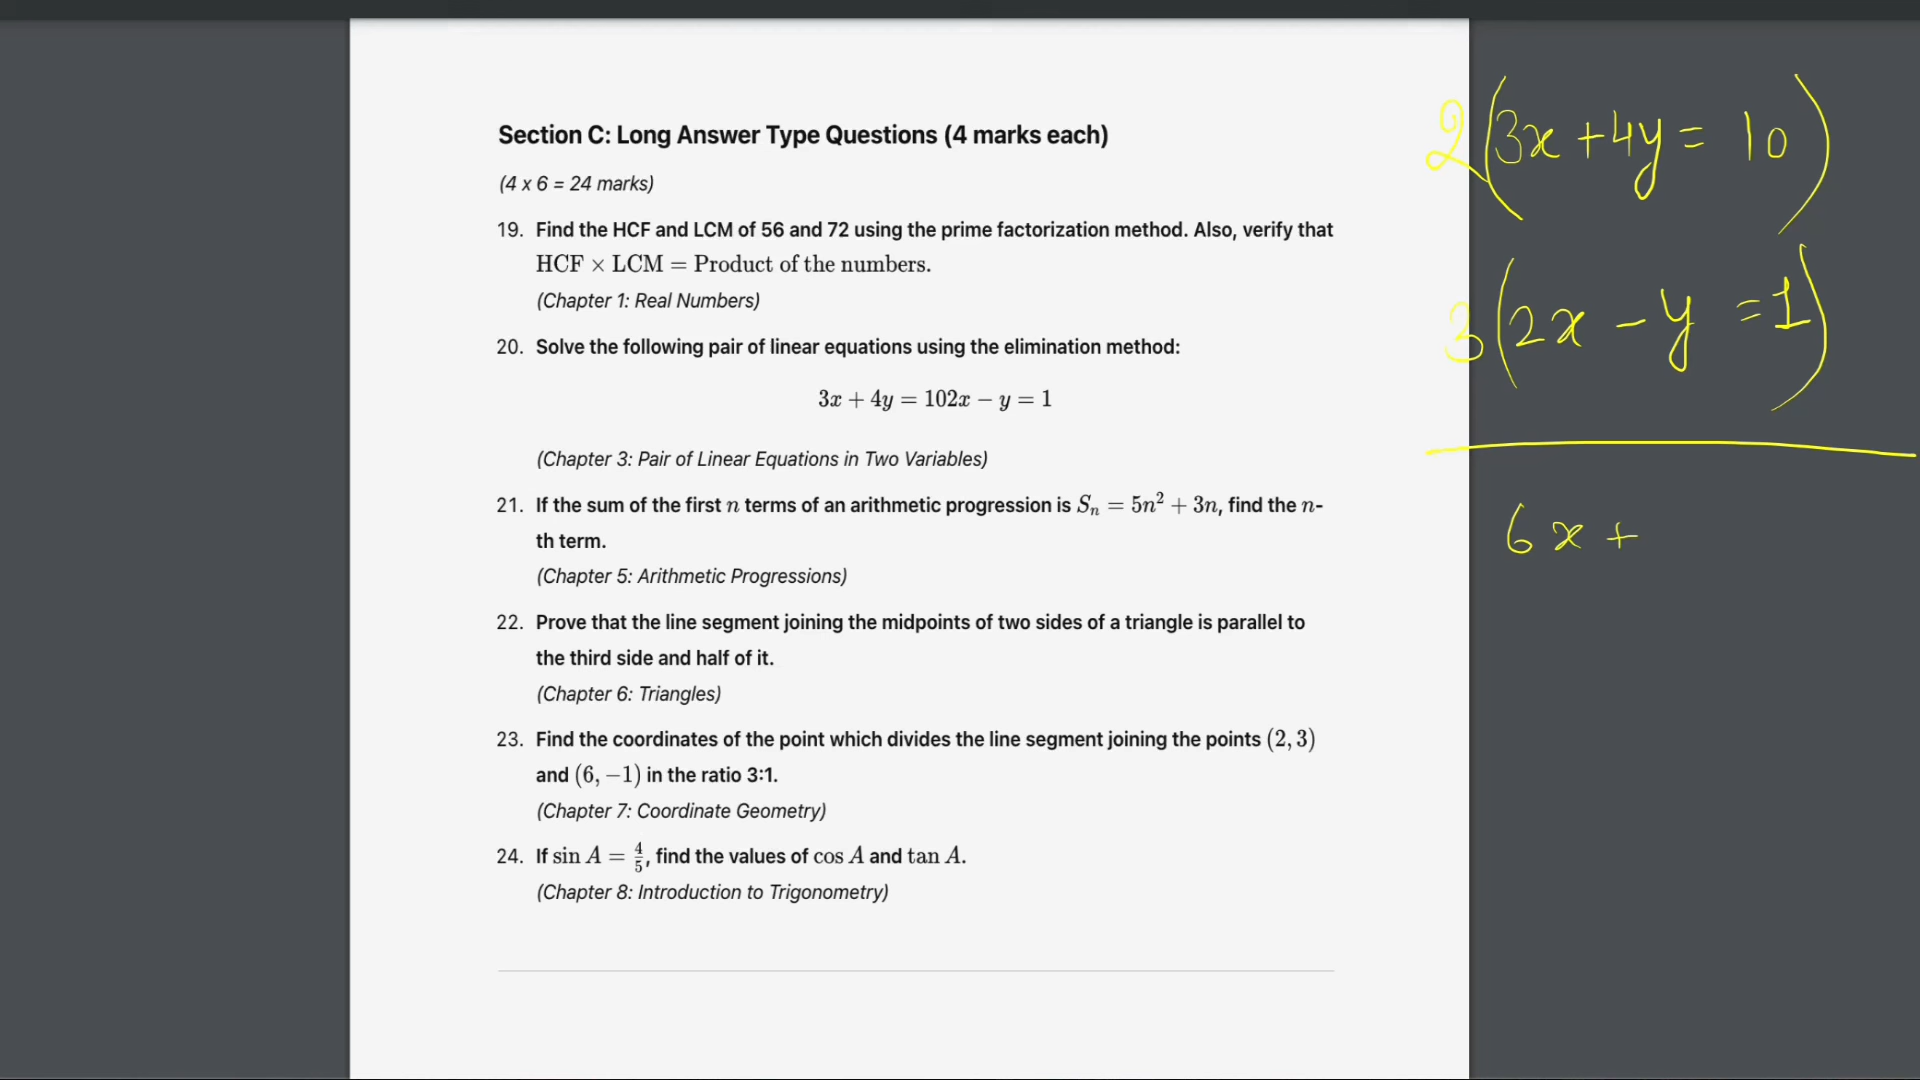 Section C: Long Answer Type Questions (4 marks each)
(4 x 6 = 24 marks)
19. Find the HCF and LCM of 56 and 72 using the prime factorization method. Also, verify that
HCF × LCM = Product of the numbers.
(Chapter 1: Real Numbers)
20. Solve the following pair of linear equations using the elimination method:
3x + 4y = 102x − y = 1
(Chapter 3: Pair of Linear Equations in Two Variables)
21. If the sum of the first n terms of an arithmetic progression is Sₙ = 5n² + 3n, find the n-
th term.
(Chapter 5: Arithmetic Progressions)
22. Prove that the line segment joining the midpoints of two sides of a triangle is parallel to
the third side and half of it.
(Chapter 6: Triangles)
23. Find the coordinates of the point which divides the line segment joining the points (2, 3)
and (6, −1) in the ratio 3:1.
(Chapter 7: Coordinate Geometry)
24. If sin A = 4/5, find the values of cos A and tan A.
(Chapter 8: Introduction to Trigonometry)
2(3x + 4y = 10)
3(2x − y = 1)
6x +